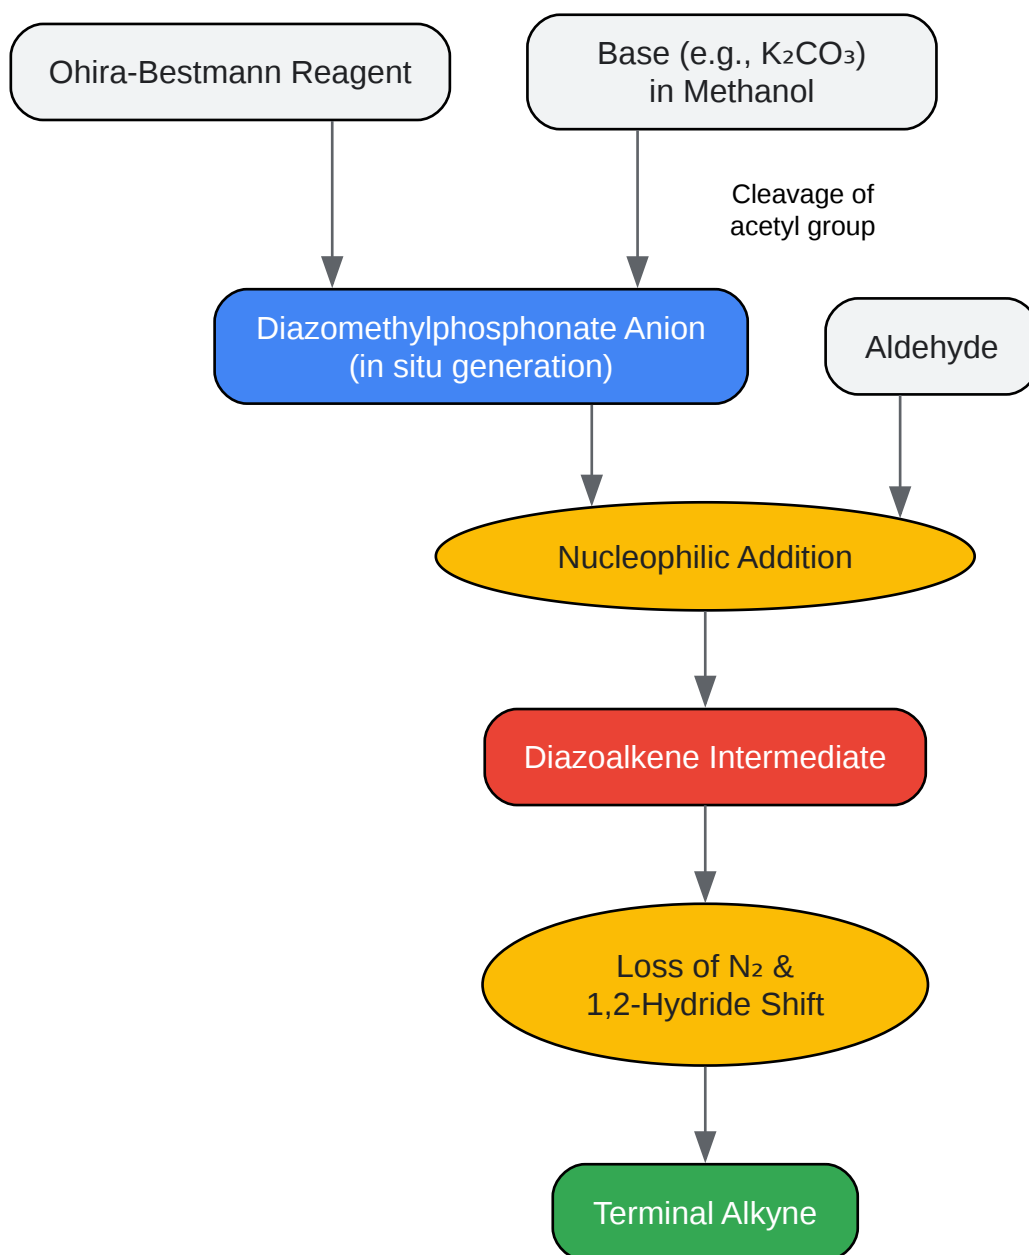 Ohira-Bestmann Reagent
Base (e.g., K₂CO₃)
in Methanol
Cleavage of
acetyl group
Diazomethylphosphonate Anion
(in situ generation)
Aldehyde
Nucleophilic Addition
Diazoalkene Intermediate
Loss of N₂ &
1,2-Hydride Shift
Terminal Alkyne